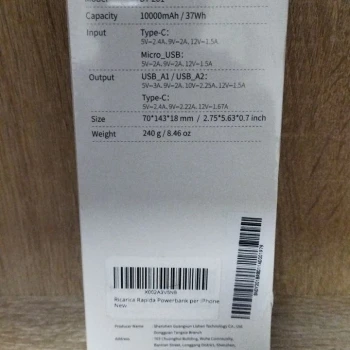 Capacity 10000mAh / 37Wh
Input Type-C:
5V⎓2.4A,9V⎓2A,12V⎓1.5A
Micro_USB:
5V⎓2A,9V⎓2A,12V⎓1.5A
Output USB_A1 / USB_A2:
5V⎓3A,9V⎓2A,10V⎓2.25A,12V⎓1.5A
Type-C:
5V⎓2.4A,9V⎓2.22A,12V⎓1.67A
Size 70*143*18 mm / 2.75*5.63*0.7 inch
Weight 240 g / 8.46 oz
Ricarica Rapida Powerbank per iPhone
New
Producer Name
Address